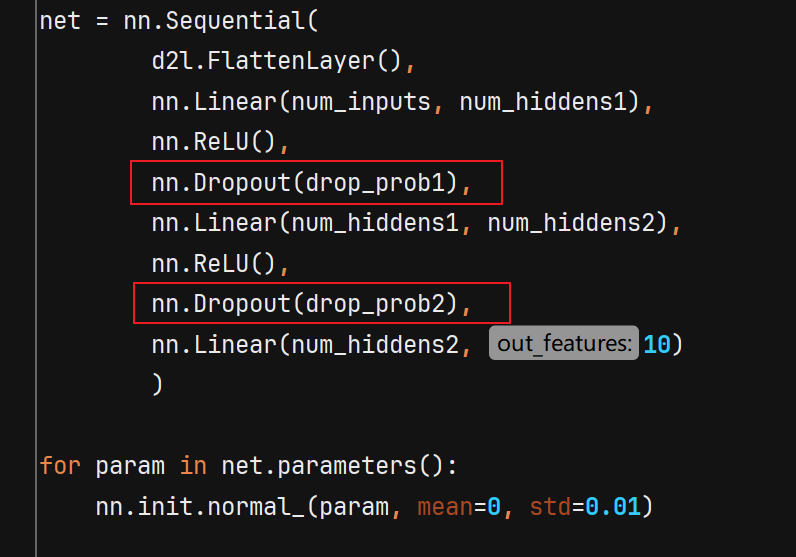 net = nn.Sequential(
d2l.FlattenLayer(),
nn.Linear(num_inputs, num_hiddens1),
nn.ReLU(),
nn.Dropout(drop_prob1),
nn.Linear(num_hiddens1, num_hiddens2),
nn.ReLU(),
nn.Dropout(drop_prob2),
nn.Linear(num_hiddens2, out_features: 10)
)
for param in net.parameters():
nn.init.normal_(param, mean=0, std=0.01)